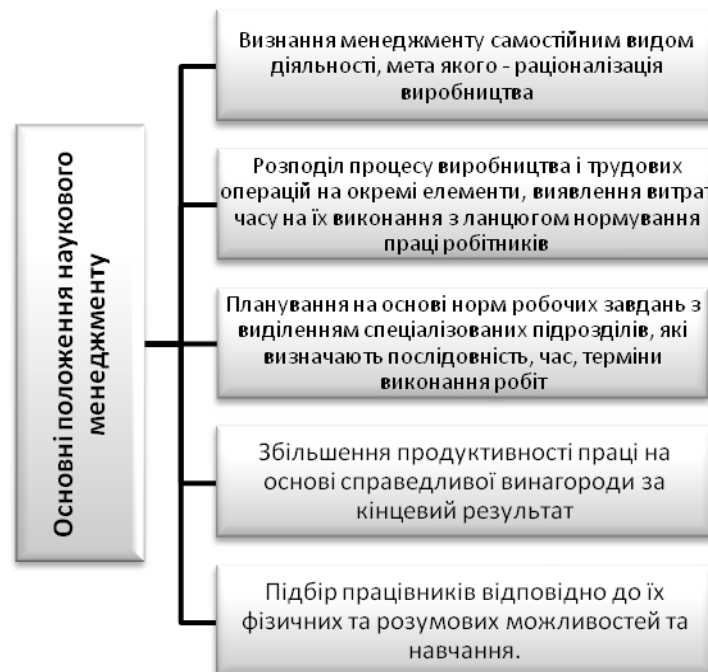 Основні положення наукового
менеджменту
Визнання менеджменту самостійним видом
діяльності, мета якого - раціоналізація
виробництва
Розподіл процесу виробництва і трудових
операцій на окремі елементи, виявлення витрат
часу на їх виконання з ланцюгом нормування
праці робітників
Планування на основі норм робочих завдань з
виділенням спеціалізованих підрозділів, які
визначають послідовність, час, терміни
виконання робіт
Збільшення продуктивності праці на
основі справедливої винагороди за
кінцевий результат
Підбір працівників відповідно до їх
фізичних та розумових можливостей та
навчання.